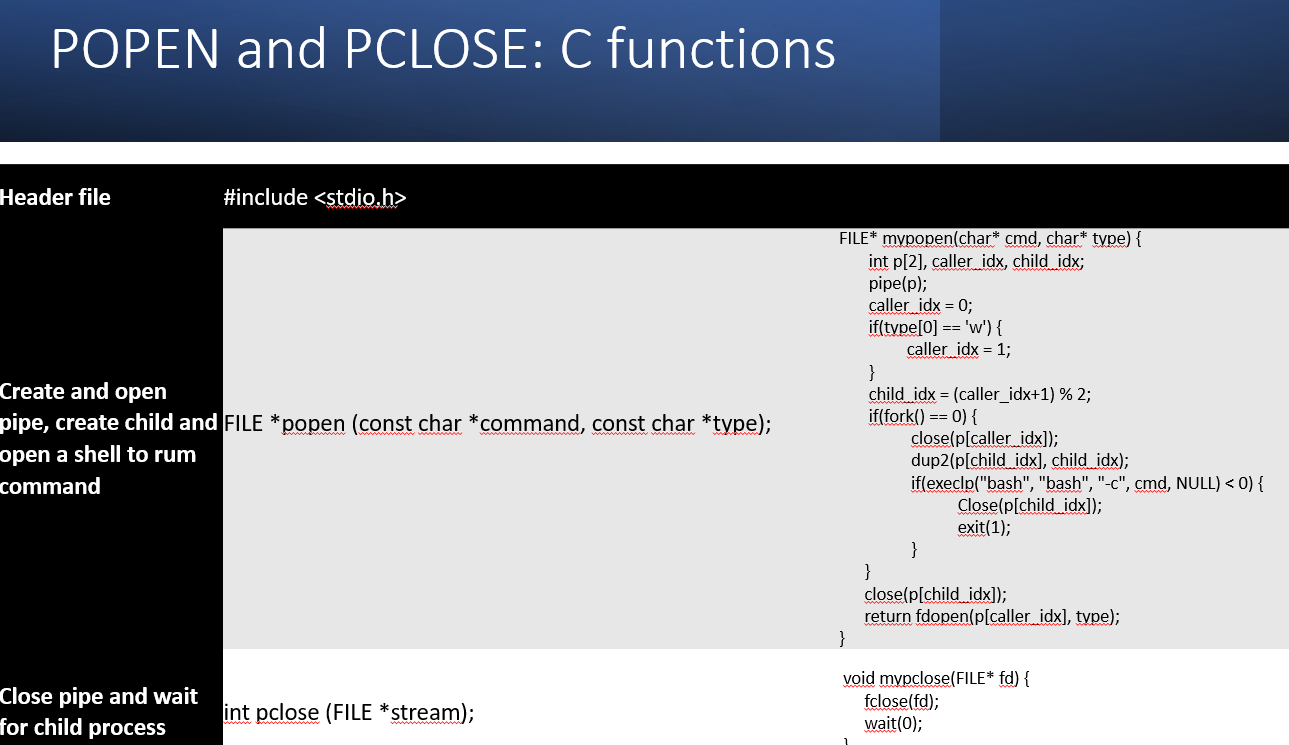 POPEN and PCLOSE: C functions
Header file
#include <stdio.h>
Create and open
pipe, create child and
open a shell to rum
command
FILE *popen (const char *command, const char *type);
FILE* mypopen(char* cmd, char* type) {
int p[2], caller_idx, child_idx;
pipe(p);
caller_idx = 0;
if(type[0] == 'w') {
caller_idx = 1;
}
child_idx = (caller_idx+1) % 2;
if(fork() == 0) {
close(p[caller_idx]);
dup2(p[child_idx], child_idx);
if(execlp("bash", "bash", "-c", cmd, NULL) < 0) {
Close(p[child_idx]);
exit(1);
}
}
close(p[child_idx]);
return fdopen(p[caller_idx], type);
}
Close pipe and wait
for child process
int pclose (FILE *stream);
void mypclose(FILE* fd) {
fclose(fd);
wait(0);
}